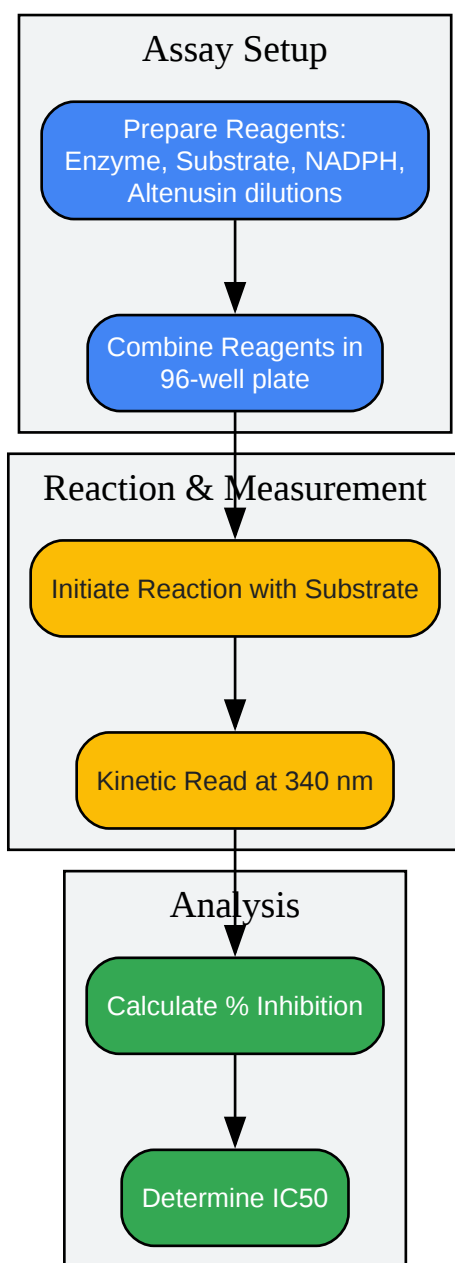 Assay Setup
Prepare Reagents:
Enzyme, Substrate, NADPH,
Altenusin dilutions
Combine Reagents in
96-well plate
Reaction & Measurement
Initiate Reaction with Substrate
Kinetic Read at 340 nm
Analysis
Calculate % Inhibition
Determine IC50